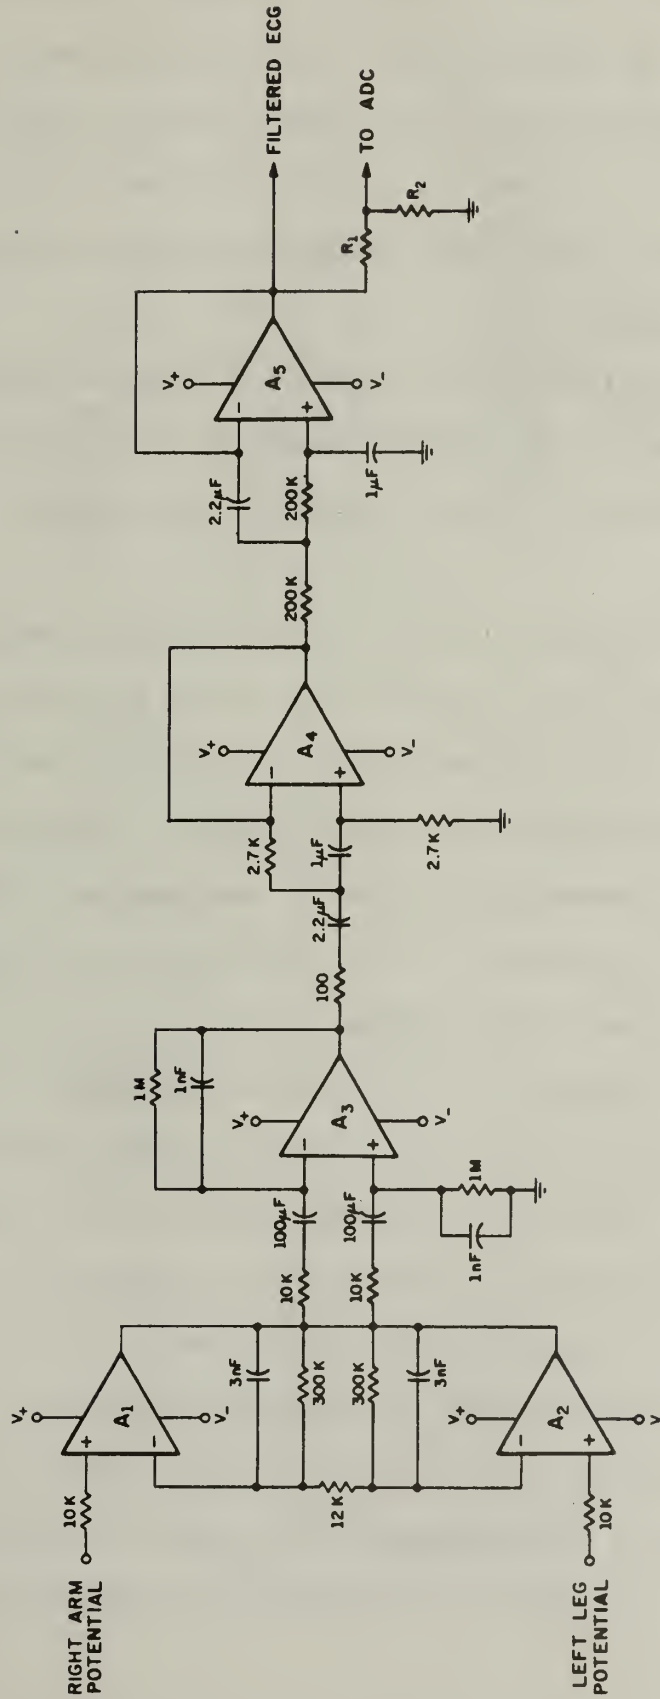 RIGHT ARM
POTENTIAL
10K
V+
+
-
A1
V-
3nF
300K
12K
300K
3nF
LEFT LEG
POTENTIAL
10K
V+
-
+
A2
V
10K
100μF
10K
100μF
1M
1nF
V+
-
+
A3
V-
1nF
1M
100
2.2μF
2.7K
1μF
2.7K
V+
-
+
A4
V-
200K
2.2μF
200K
1μF
V+
-
+
A5
V-
FILTERED ECG
TO ADC
R1
R2